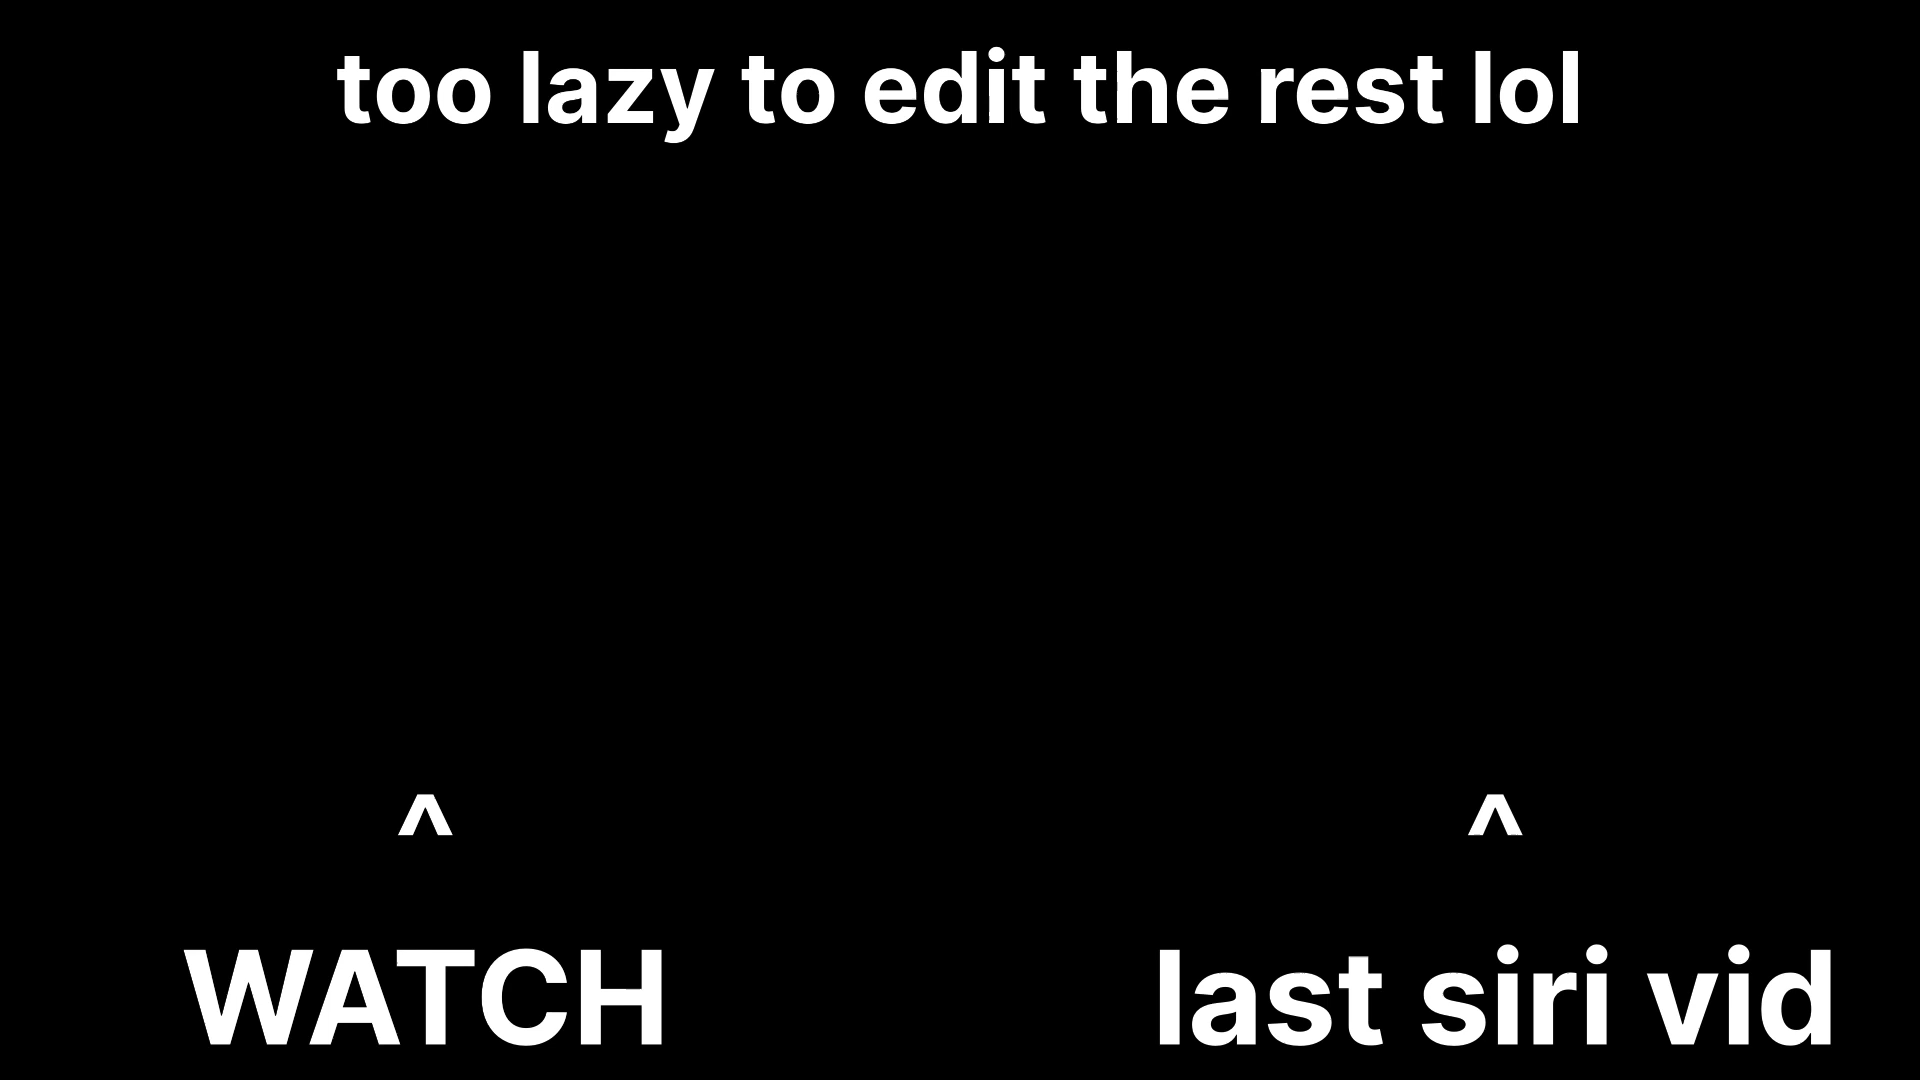 too lazy to edit the rest lol
^ ^
WATCH last siri vid